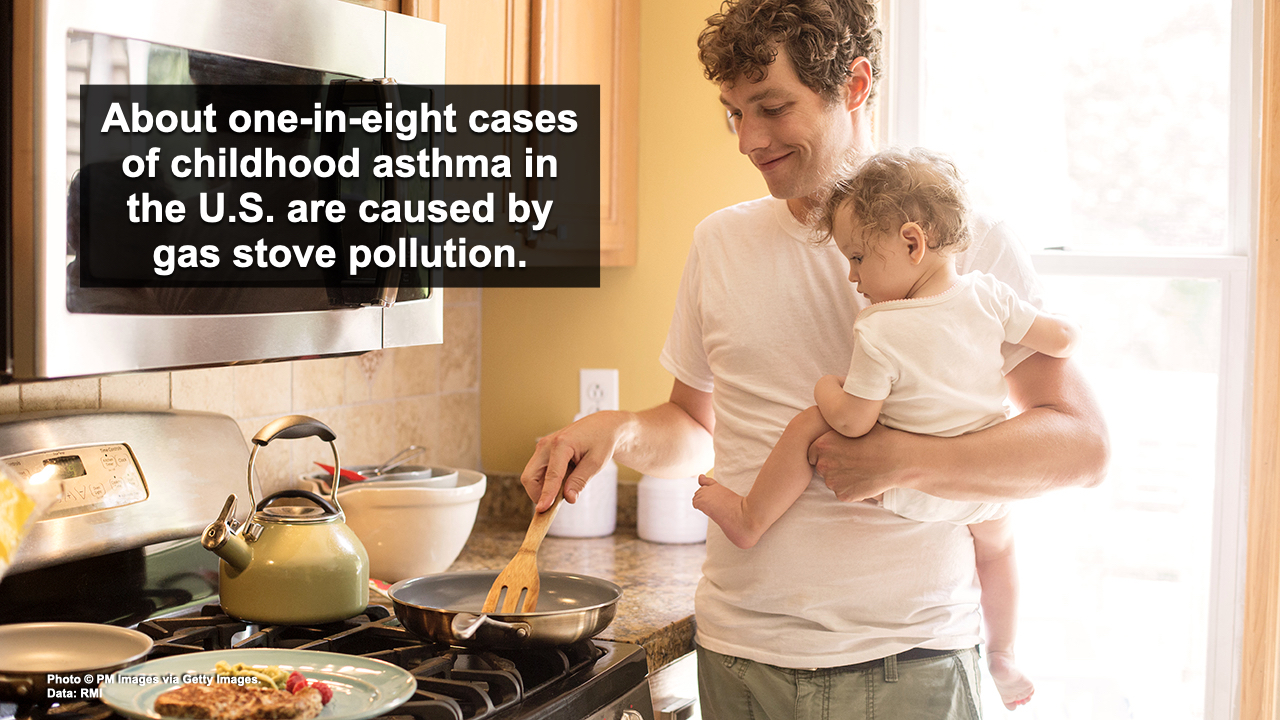 About one-in-eight cases
of childhood asthma in
the U.S. are caused by
gas stove pollution.
Photo © PM Images via Getty Images.
Data: RMI